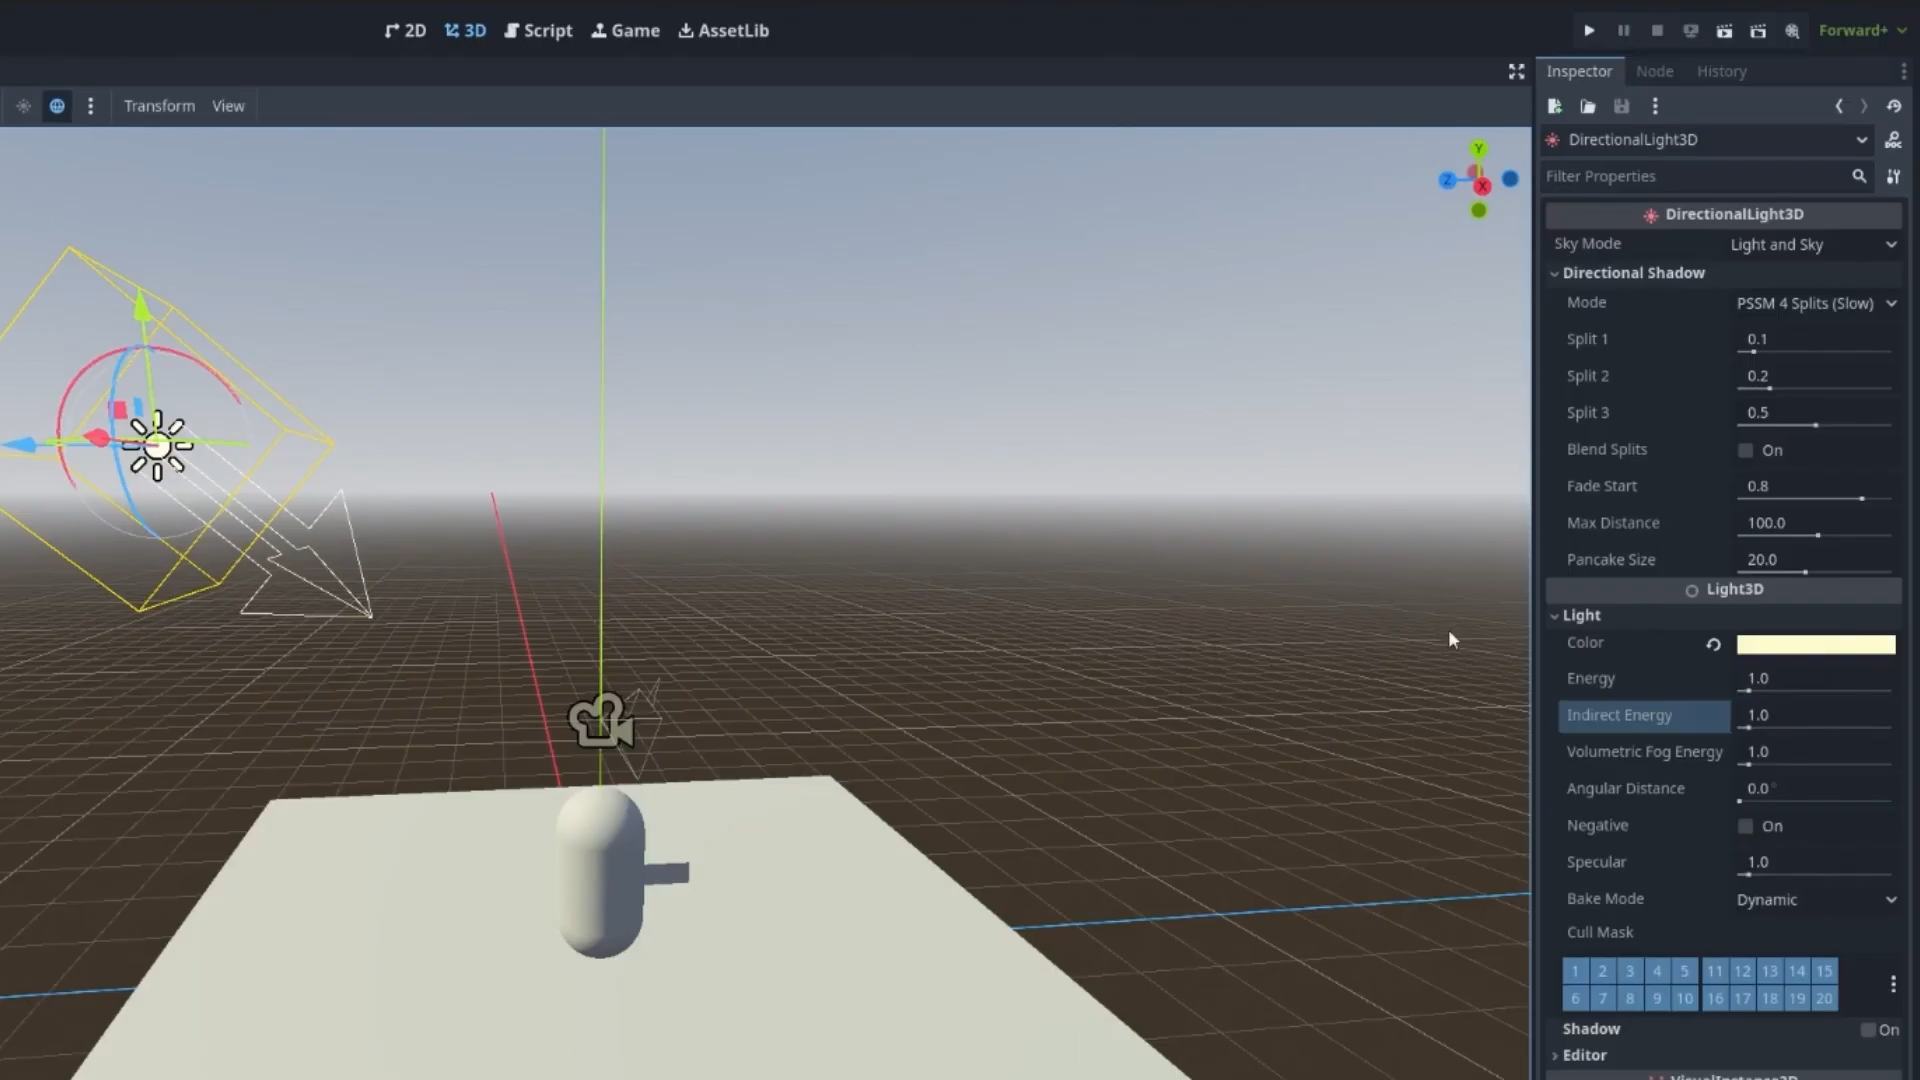 2D 3D Script Game AssetLib
Forward+
Inspector Node History
Transform View
DirectionalLight3D
DOC
Filter Properties
Y
Z X
DirectionalLight3D
Sky Mode Light and Sky
Directional Shadow
Mode PSSM 4 Splits (Slow)
Split 1 0.1
Split 2 0.2
Split 3 0.5
Blend Splits On
Fade Start 0.8
Max Distance 100.0
Pancake Size 20.0
Light3D
Light
Color
Energy 1.0
Indirect Energy 1.0
Volumetric Fog Energy 1.0
Angular Distance 0.0 °
Negative On
Specular 1.0
Bake Mode Dynamic
Cull Mask
1 2 3 4 5 11 12 13 14 15
6 7 8 9 10 16 17 18 19 20
Shadow On
Editor
VisualInstance3D